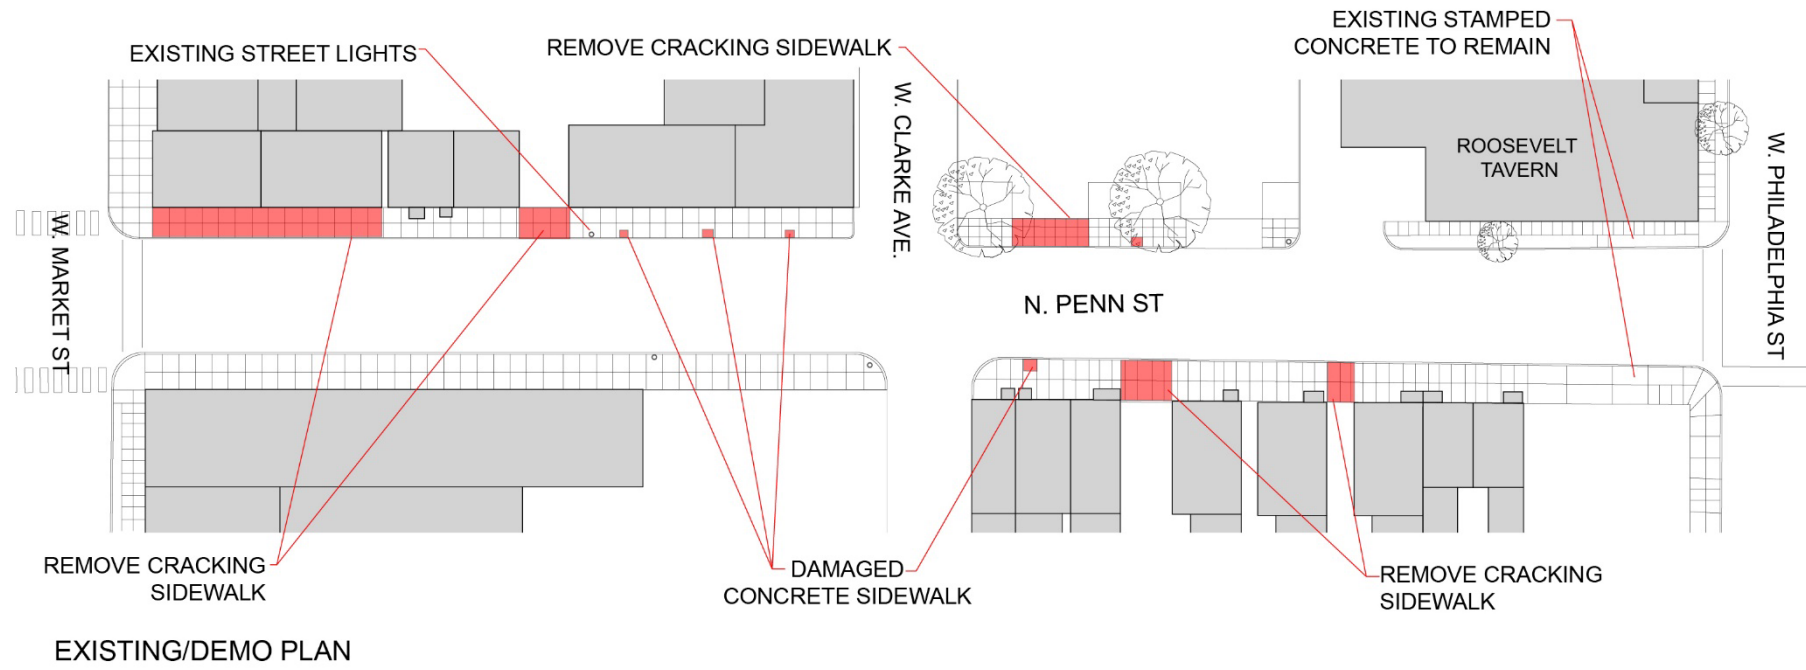 EXISTING STREET LIGHTS
REMOVE CRACKING SIDEWALK
EXISTING STAMPED
CONCRETE TO REMAIN
W. MARKET ST
W. CLARKE AVE.
ROOSEVELT
TAVERN
W. PHILADELPHIA ST
N. PENN ST
REMOVE CRACKING
SIDEWALK
DAMAGED
CONCRETE SIDEWALK
REMOVE CRACKING
SIDEWALK
EXISTING/DEMO PLAN